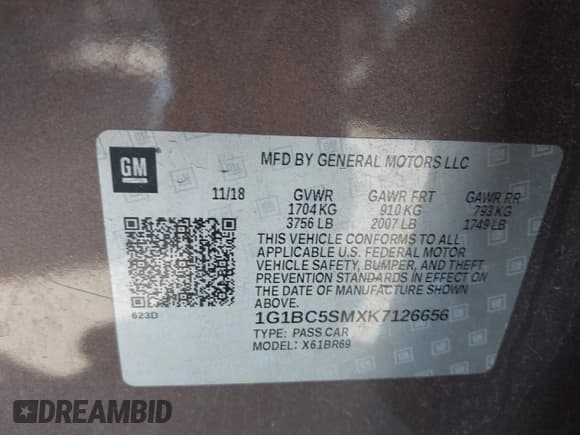 GM
MFD BY GENERAL MOTORS LLC
11/18 GVWR GAWR FRT GAWR RR
1704 KG 910 KG 793 KG
3756 LB 2007 LB 1749 LB
THIS VEHICLE CONFORMS TO ALL
APPLICABLE U.S. FEDERAL MOTOR
VEHICLE SAFETY, BUMPER, AND THEFT
PREVENTION STANDARDS IN EFFECT ON
THE DATE OF MANUFACTURE SHOWN
ABOVE.
623D
1G1BC5SMXK7126656
TYPE: PASS CAR
MODEL: X61BR69
DREAMBID